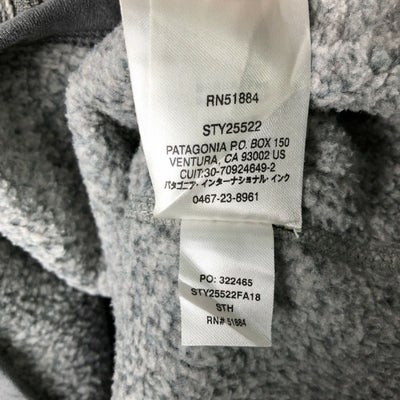 RN51884
STY25522
PATAGONIA P.O. BOX 150
VENTURA, CA 93002 US
CUIT:30-70924649-2
パタゴニア・インターナショナル・インク
0467-23-8961
PO: 322465
STY25522FA18
STH
RN# 51884